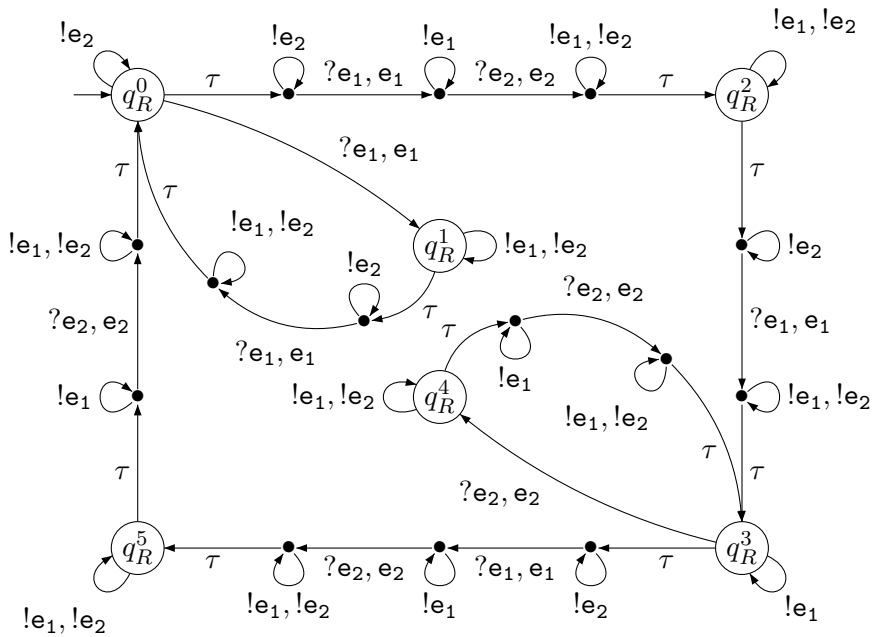 !e₂ !e₂ !e₁ !e₁, !e₂ !e₁, !e₂
q⁰_R τ ?e₁, e₁ ?e₂, e₂ τ q²_R
τ τ ?e₁, e₁ τ
!e₁, !e₂ !e₁, !e₂ !e₂ q¹_R !e₁, !e₂ !e₂
?e₂, e₂ ?e₁, e₁ τ τ ?e₂, e₂ ?e₁, e₁
!e₁ !e₁, !e₂ q⁴_R !e₁ !e₁, !e₂ !e₁, !e₂
τ ?e₂, e₂ τ τ
q⁵_R τ ?e₂, e₂ ?e₁, e₁ τ q³_R
!e₁, !e₂ !e₁, !e₂ !e₁ !e₂ !e₁